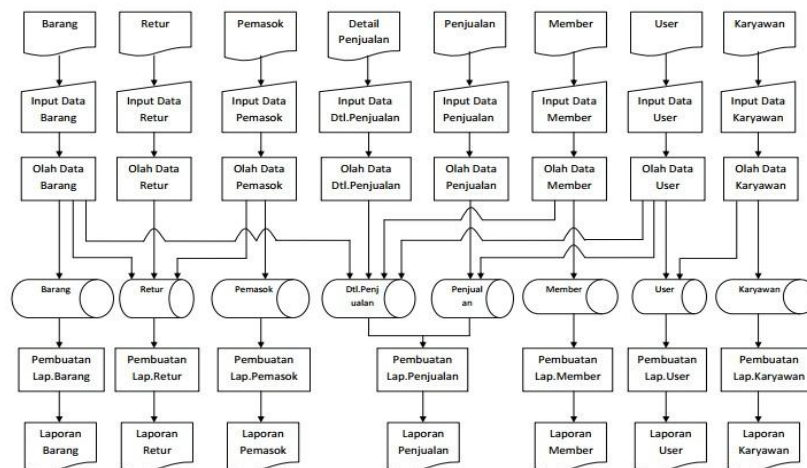 Barang
Retur
Pemasok
Detail
Penjualan
Penjualan
Member
User
Karyawan
Input Data
Barang
Input Data
Retur
Input Data
Pemasok
Input Data
Dtl.Penjualan
Input Data
Penjualan
Input Data
Member
Input Data
User
Input Data
Karyawan
Olah Data
Barang
Olah Data
Retur
Olah Data
Pemasok
Olah Data
Dtl.Penjualan
Olah Data
Penjualan
Olah Data
Member
Olah Data
User
Olah Data
Karyawan
Barang
Retur
Pemasok
Dtl.Penj
ualan
Penjual
an
Member
User
Karyawan
Pembuatan
Lap.Barang
Pembuatan
Lap.Retur
Pembuatan
Lap.Pemasok
Pembuatan
Lap.Penjualan
Pembuatan
Lap.Member
Pembuatan
Lap.User
Pembuatan
Lap.Karyawan
Laporan
Barang
Laporan
Retur
Laporan
Pemasok
Laporan
Penjualan
Laporan
Member
Laporan
User
Laporan
Karyawan